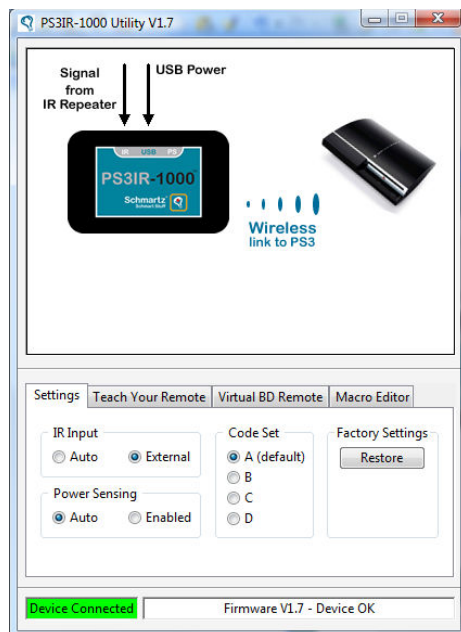 PS3IR-1000 Utility V1.7
Signal
from
IR Repeater
USB Power
IR USB PS
PS3IR-1000
Schmartz
Schmart Stuff
Wireless
link to PS3
Settings Teach Your Remote Virtual BD Remote Macro Editor
IR Input
Auto External
Power Sensing
Auto Enabled
Code Set
A (default)
B
C
D
Factory Settings
Restore
Device Connected Firmware V1.7 - Device OK